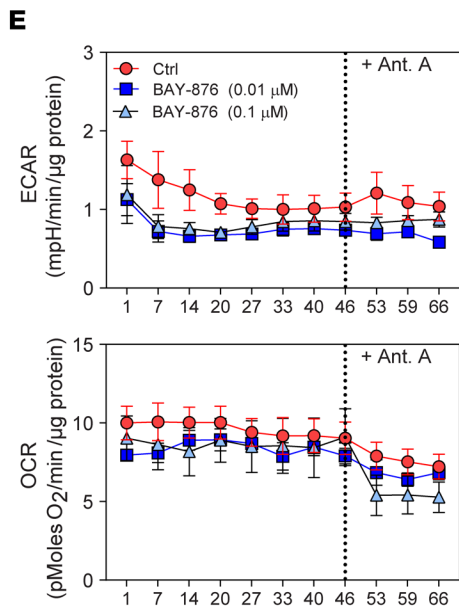 E
3
2
1
0
ECAR
(mpH/min/µg protein)
Ctrl
BAY-876 (0.01 µM)
BAY-876 (0.1 µM)
+ Ant. A
1 7 14 20 27 33 40 46 53 59 66
15
10
5
0
OCR
(pMoles O2/min/µg protein)
+ Ant. A
1 7 14 20 27 33 40 46 53 59 66